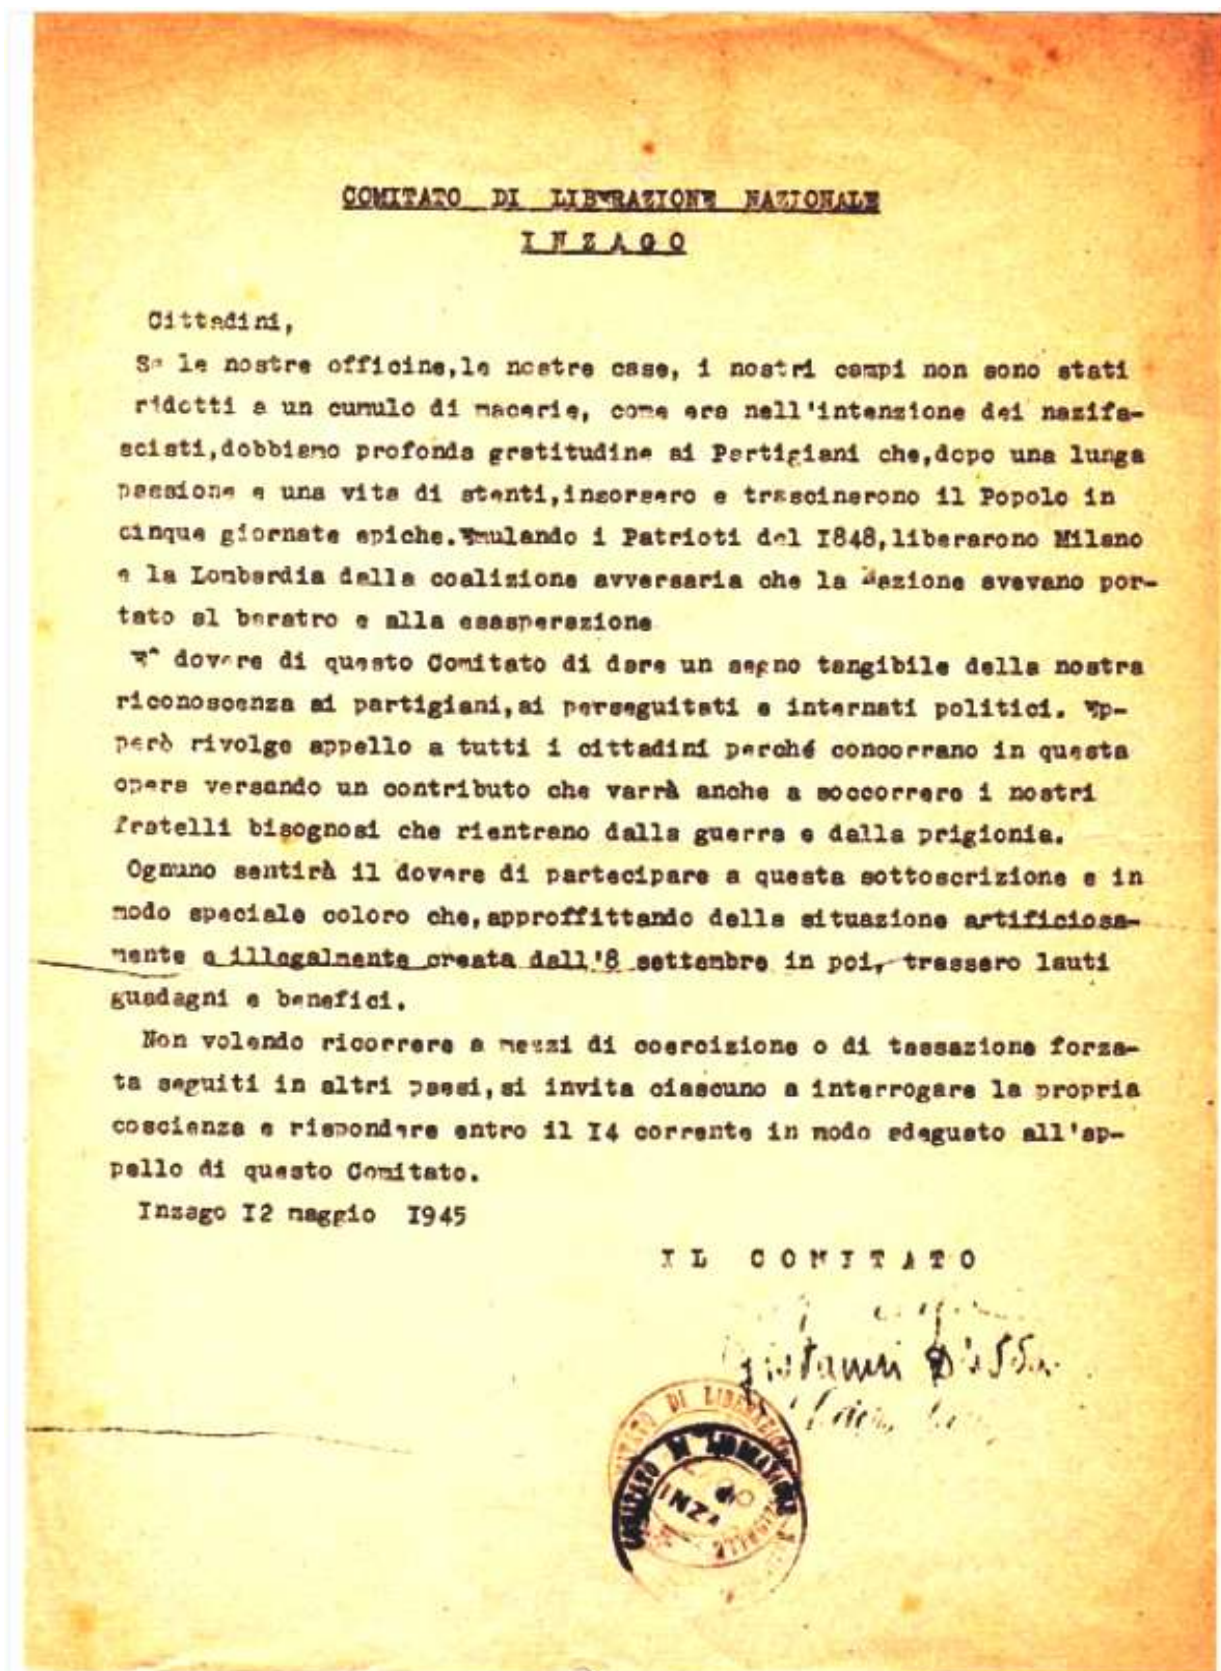 COMITATO DI LIBERAZIONE NAZIONALE
INZAGO
Cittadini,
Se le nostre officine,le nostre case, i nostri campi non sono stati
ridotti a un cumulo di macerie, come era nell'intenzione dei nazifa-
scisti,dobbiamo profonda gratitudine ai Partigiani che,dopo una lunga
passione e una vita di stenti,insorsero e trascinarono il Popolo in
cinque giornate epiche.Emulando i Patrioti del I848,liberarono Milano
e la Lombardia dalla coalizione avversaria che la Nazione avevano por-
tato al baratro e alla esasperazione
E^ dovere di questo Comitato di dare un segno tangibile della nostra
riconoscenza ai partigiani,ai perseguitati e internati politici. Ep-
però rivolge appello a tutti i cittadini perché concorrano in questa
opera versando un contributo che varrà anche a soccorrere i nostri
fratelli bisognosi che rientrano dalla guerra e dalla prigionia.
Ognuno sentirà il dovere di partecipare a questa sottoscrizione e in
modo speciale coloro che,approffittando della situazione artificiosa-
mente e illegalmente creata dall'8 settembre in poi, trassero lauti
guadagni e benefici.
Non volendo ricorrere a mezzi di coercizione o di tassazione forza-
ta seguiti in altri paesi,si invita ciascuno a interrogare la propria
coscienza e rispondere entro il I4 corrente in modo adeguato all'ap-
pello di questo Comitato.
Inzago I2 maggio I945
IL COMITATO
COMITATO DI LIBERAZIONE